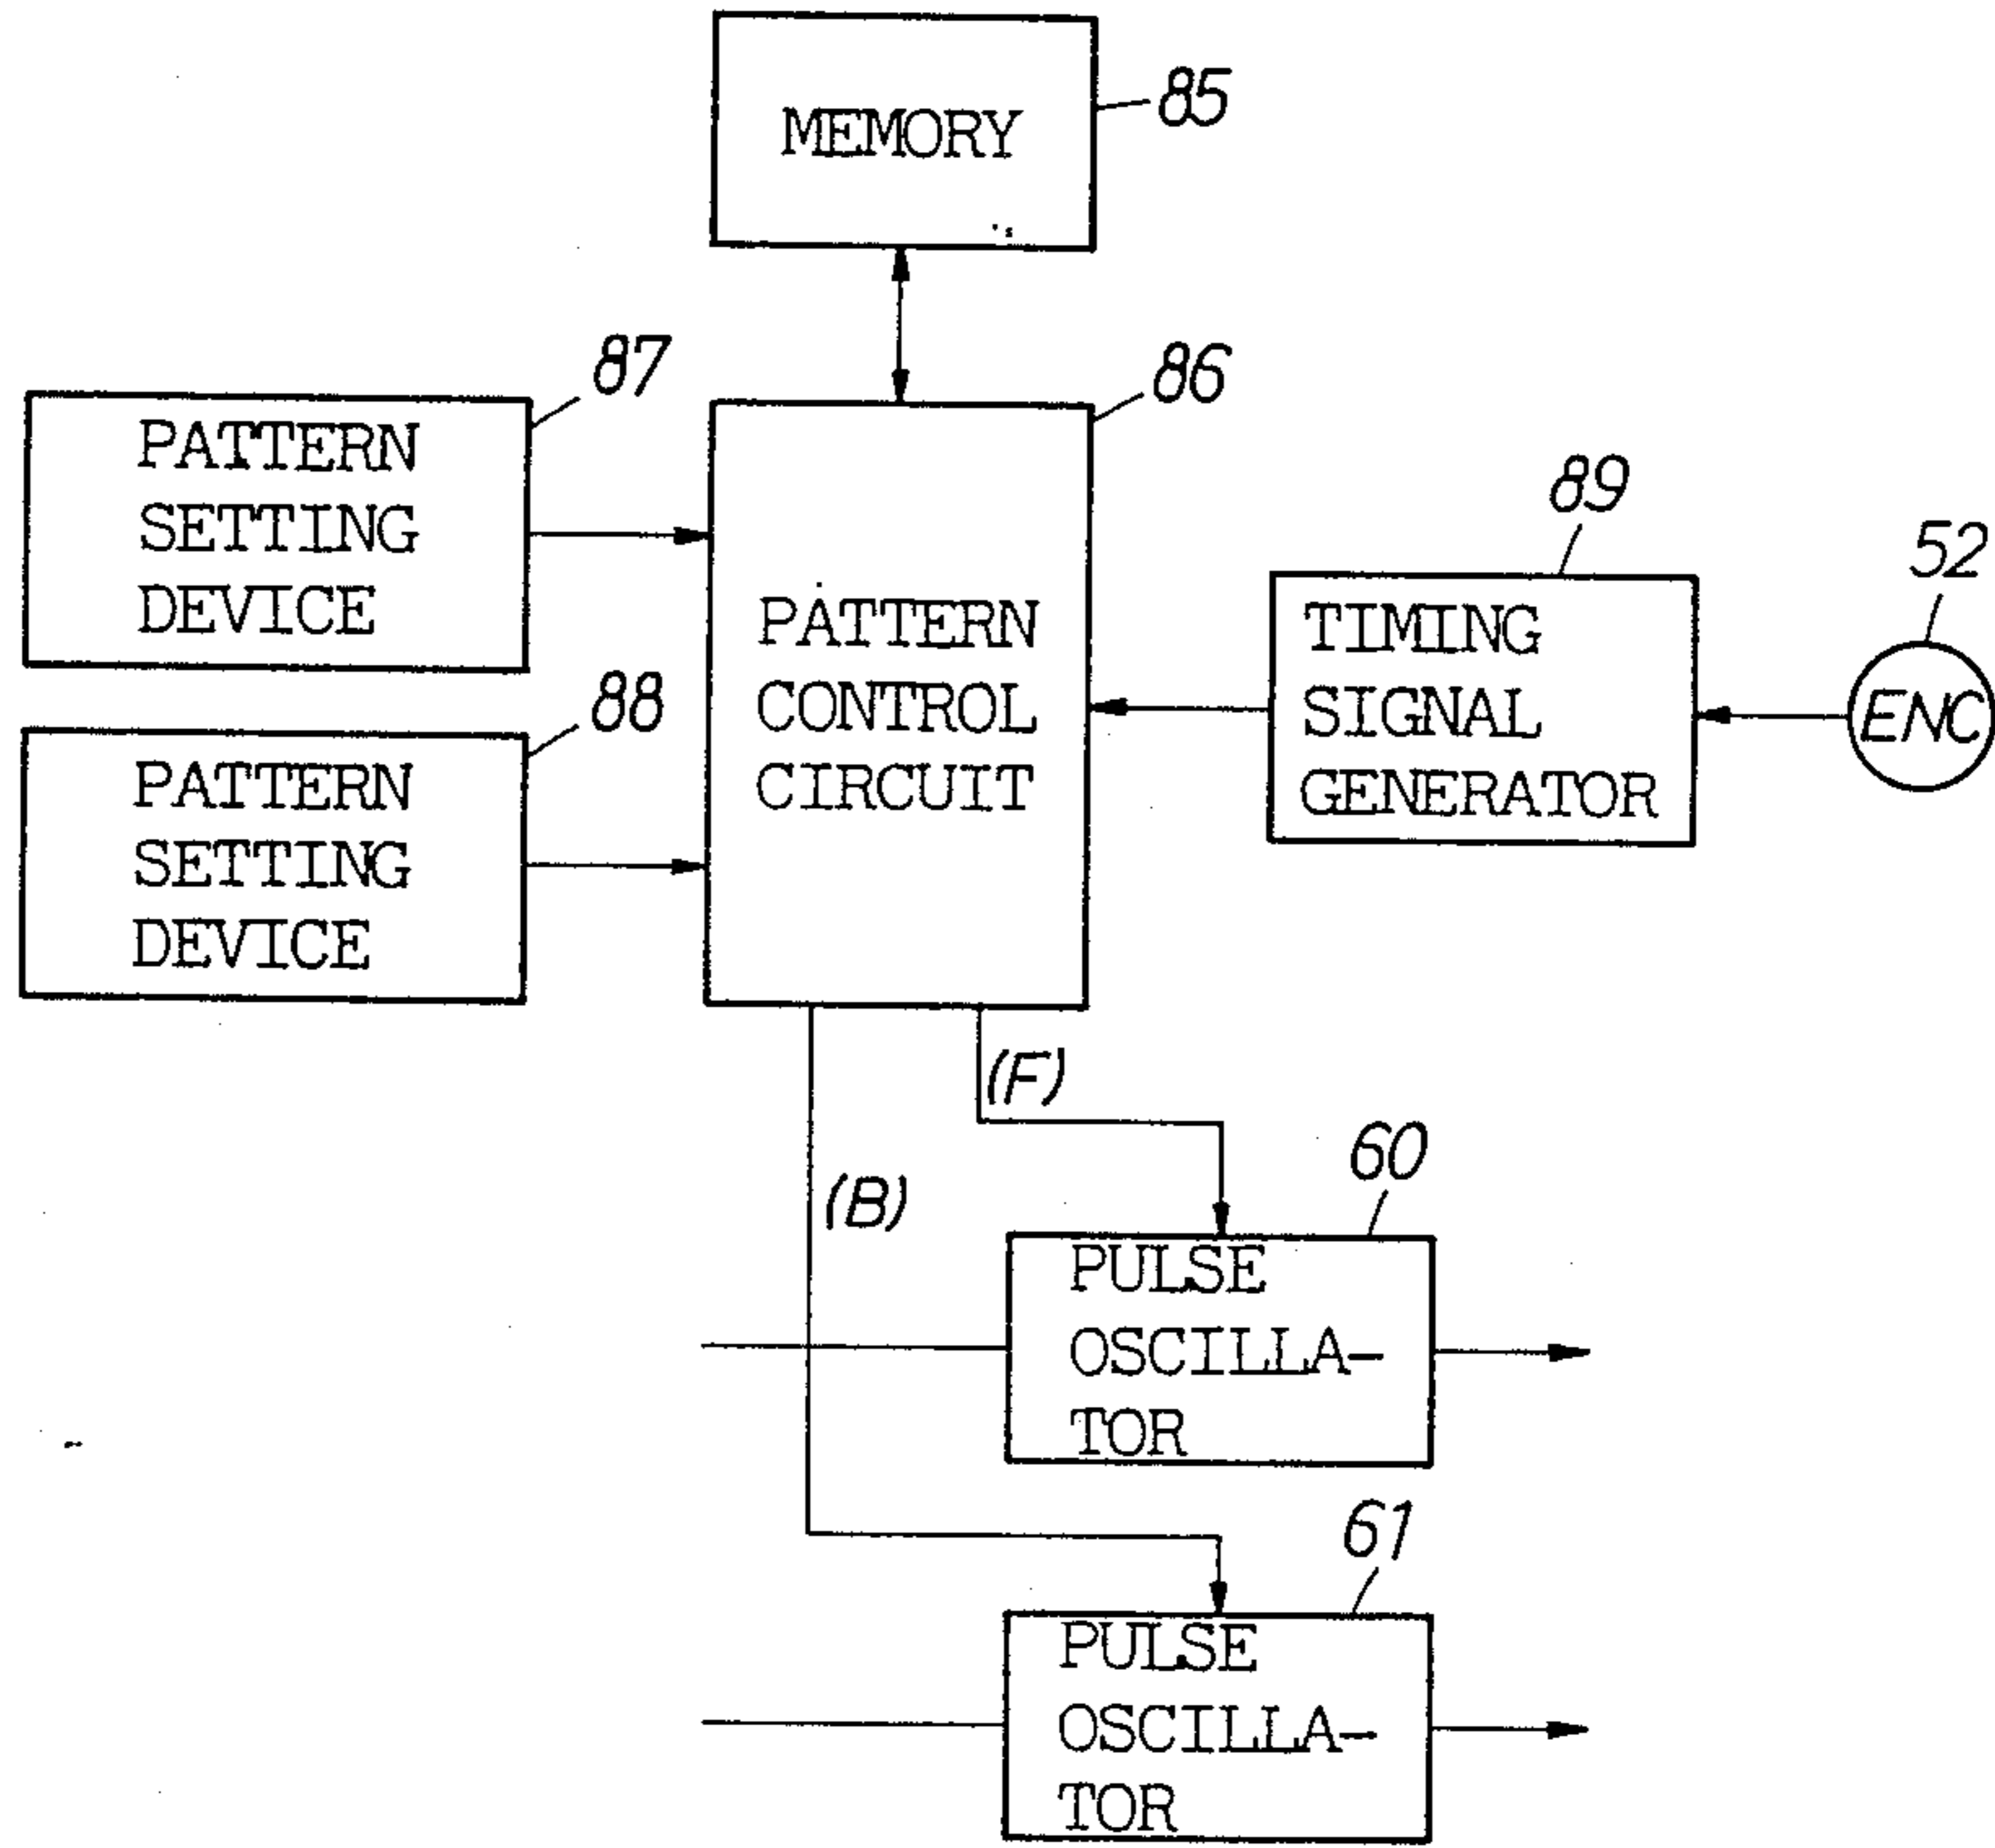 MEMORY
85
87
86
PATTERN
SETTING
DEVICE
89
52
PATTERN
CONTROL
CIRCUIT
TIMING
SIGNAL
GENERATOR
ENC
88
PATTERN
SETTING
DEVICE
(F)
(B)
60
PULSE
OSCILLA-
TOR
61
PULSE
OSCILLA-
TOR